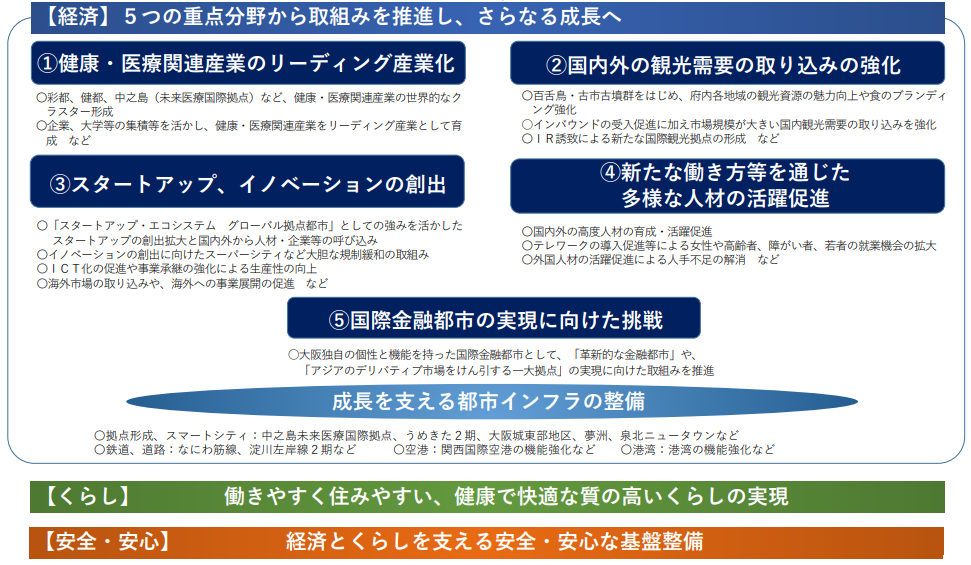 【経済】５つの重点分野から取組みを推進し、さらなる成長へ
①健康・医療関連産業のリーディング産業化
〇彩都、健都、中之島（未来医療国際拠点）など、健康・医療関連産業の世界的なク
ラスター形成
〇企業、大学等の集積等を活かし、健康・医療関連産業をリーディング産業として育
成　など
②国内外の観光需要の取り込みの強化
〇百舌鳥・古市古墳群をはじめ、府内各地域の観光資源の魅力向上や食のブランディ
ング強化
〇インバウンドの受入促進に加え市場規模が大きい国内観光需要の取り込みを強化
〇ＩＲ誘致による新たな国際観光拠点の形成　など
③スタートアップ、イノベーションの創出
〇「スタートアップ・エコシステム　グローバル拠点都市」としての強みを活かした
スタートアップの創出拡大と国内外から人材・企業等の呼び込み
〇イノベーションの創出に向けたスーパーシティなど大胆な規制緩和の取組み
〇ＩＣＴ化の促進や事業承継の強化による生産性の向上
〇海外市場の取り込みや、海外への事業展開の促進　など
④新たな働き方等を通じた
多様な人材の活躍促進
〇国内外の高度人材の育成・活躍促進
〇テレワークの導入促進等による女性や高齢者、障がい者、若者の就業機会の拡大
〇外国人材の活躍促進による人手不足の解消　など
⑤国際金融都市の実現に向けた挑戦
〇大阪独自の個性と機能を持った国際金融都市として、「革新的な金融都市」や、
「アジアのデリバティブ市場をけん引する一大拠点」の実現に向けた取組みを推進
成長を支える都市インフラの整備
〇拠点形成、スマートシティ：中之島未来医療国際拠点、うめきた２期、大阪城東部地区、夢洲、泉北ニュータウンなど
〇鉄道、道路：なにわ筋線、淀川左岸線２期など　　〇空港：関西国際空港の機能強化など　　〇港湾：港湾の機能強化など
【くらし】　働きやすく住みやすい、健康で快適な質の高いくらしの実現
【安全・安心】　経済とくらしを支える安全・安心な基盤整備